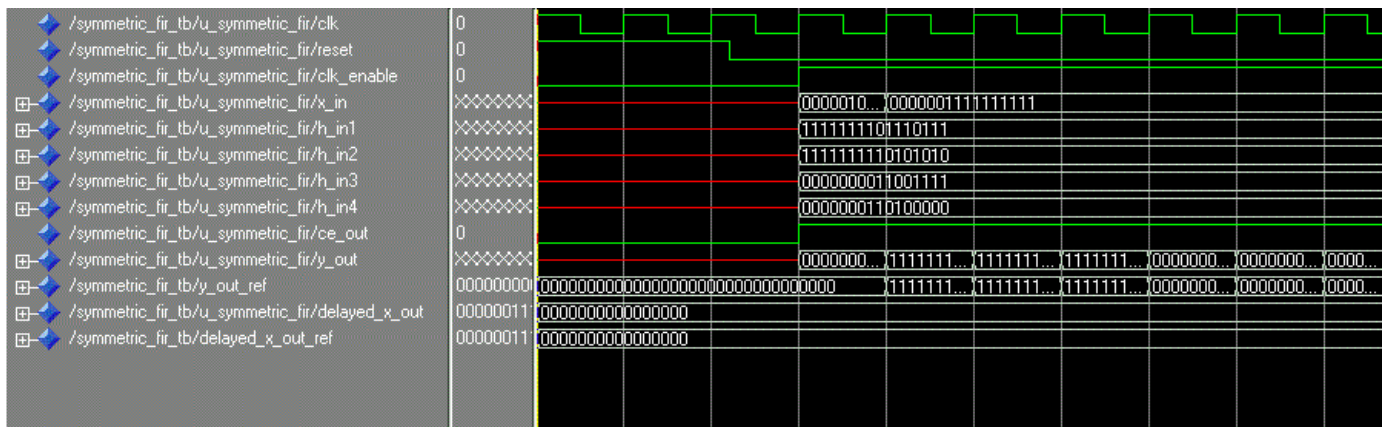 /symmetric_fir_tb/u_symmetric_fir/clk 0
/symmetric_fir_tb/u_symmetric_fir/reset 0
/symmetric_fir_tb/u_symmetric_fir/clk_enable 0
/symmetric_fir_tb/u_symmetric_fir/x_in XXXXXXX 0000010... 0000001111111111
/symmetric_fir_tb/u_symmetric_fir/h_in1 XXXXXXX 1111111101110111
/symmetric_fir_tb/u_symmetric_fir/h_in2 XXXXXXX 1111111110101010
/symmetric_fir_tb/u_symmetric_fir/h_in3 XXXXXXX 0000000011001111
/symmetric_fir_tb/u_symmetric_fir/h_in4 XXXXXXX 0000000110100000
/symmetric_fir_tb/u_symmetric_fir/ce_out 0
/symmetric_fir_tb/u_symmetric_fir/y_out XXXXXXX 0000000... 1111111... 1111111... 1111111... 0000000... 0000000... 0000...
/symmetric_fir_tb/y_out_ref 00000000 000000000000000000000000000000000 1111111... 1111111... 1111111... 0000000... 0000000... 0000...
/symmetric_fir_tb/u_symmetric_fir/delayed_x_out 00000011 0000000000000000
/symmetric_fir_tb/delayed_x_out_ref 00000011 0000000000000000